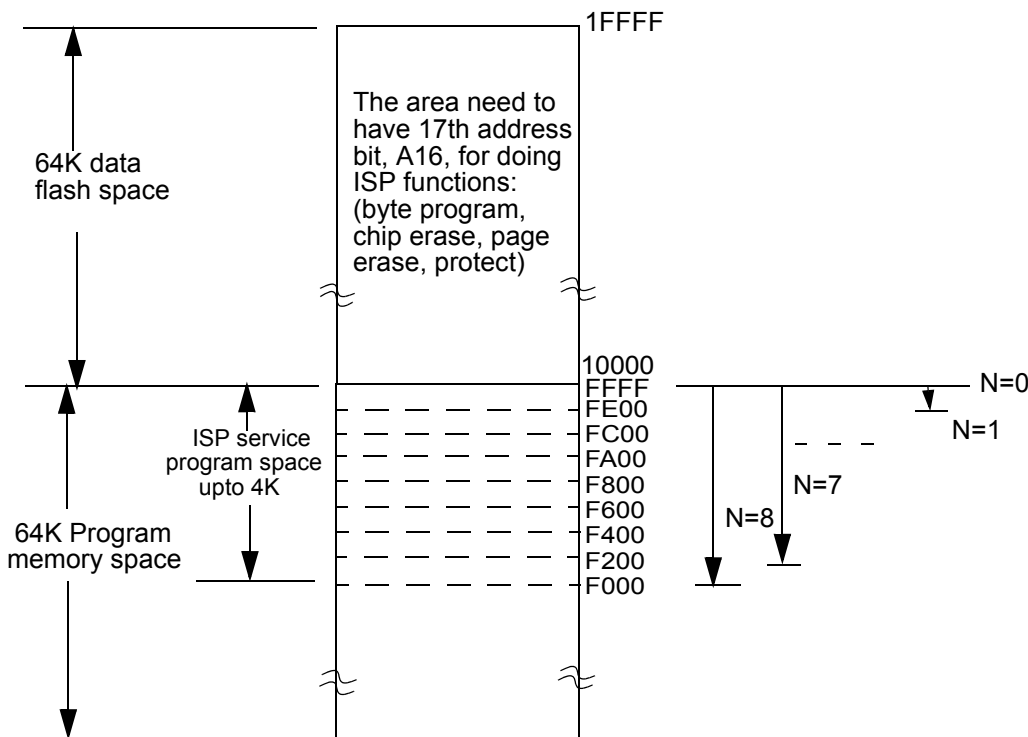 1FFFF
The area need to
have 17th address
bit, A16, for doing
ISP functions:
(byte program,
chip erase, page
erase, protect)
64K data
flash space
10000
FFFF
FE00
FC00
FA00
F800
F600
F400
F200
F000
ISP service
program space
upto 4K
64K Program
memory space
N=0
N=1
N=7
N=8